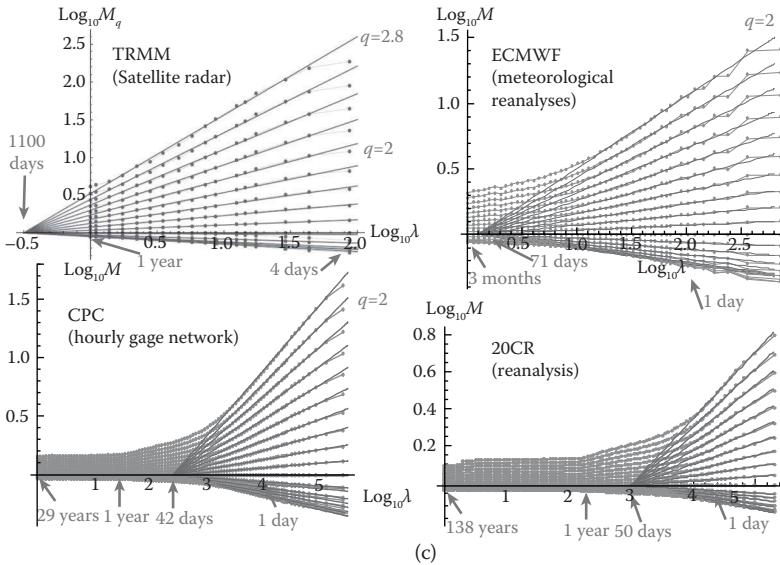 Log10Mq
TRMM
(Satellite radar)
q=2.8
q=2
2.5
2.0
1.5
1.0
0.5
1100
days
−0.5
0.5
1.0
1.5
2.0
Log10λ
1 year
4 days
Log10M
ECMWF
(meteorological
reanalyses)
q=2
1.5
1.0
0.5
0
0.5
1.0
1.5
2.0
2.5
Log10λ
3 months
71 days
1 day
Log10M
CPC
(hourly gage network)
q=2
1.5
1.0
0.5
1
2
3
4
5
Log10λ
29 years
1 year
42 days
1 day
Log10M
20CR
(reanalysis)
0.8
0.6
0.4
0.2
0
1
2
3
4
5
Log10λ
138 years
1 year
50 days
1 day
(c)